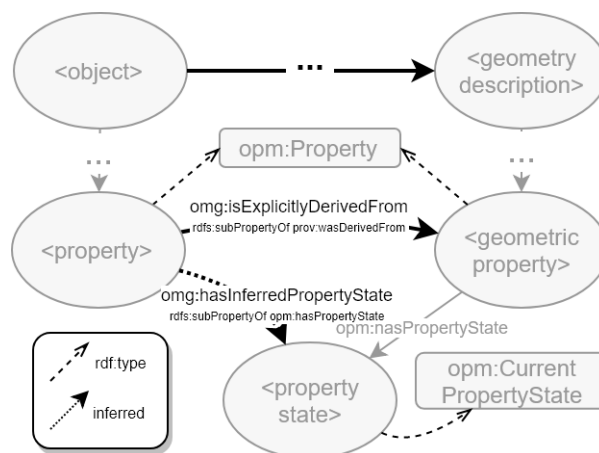 ...
<object>
<geometry
description>
...
...
opm:Property
omg:isExplicitlyDerivedFrom
rdfs:subPropertyOf prov:wasDerivedFrom
<property>
<geometric
property>
omg:hasInferredPropertyState
rdfs:subPropertyOf opm:hasPropertyState
opm:hasPropertyState
rdf:type
inferred
<property
state>
opm:Current
PropertyState